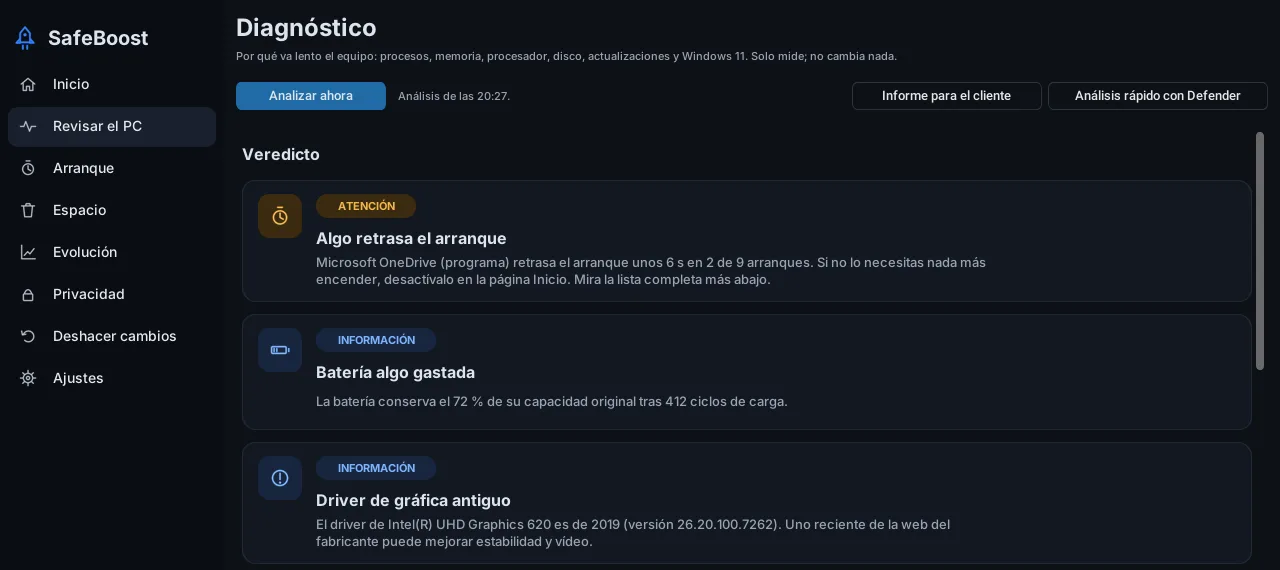 SafeBoost
Inicio
Revisar el PC
Arranque
Espacio
Evolución
Privacidad
Deshacer cambios
Ajustes
Diagnóstico
Por qué va lento el equipo: procesos, memoria, procesador, disco, actualizaciones y Windows 11. Solo mide; no cambia nada.
Analizar ahora
Análisis de las 20:27.
Informe para el cliente
Análisis rápido con Defender
Veredicto
ATENCIÓN
Algo retrasa el arranque
Microsoft OneDrive (programa) retrasa el arranque unos 6 s en 2 de 9 arranques. Si no lo necesitas nada más
encender, desactívalo en la página Inicio. Mira la lista completa más abajo.
INFORMACIÓN
Batería algo gastada
La batería conserva el 72 % de su capacidad original tras 412 ciclos de carga.
INFORMACIÓN
Driver de gráfica antiguo
El driver de Intel(R) UHD Graphics 620 es de 2019 (versión 26.20.100.7262). Uno reciente de la web del
fabricante puede mejorar estabilidad y vídeo.